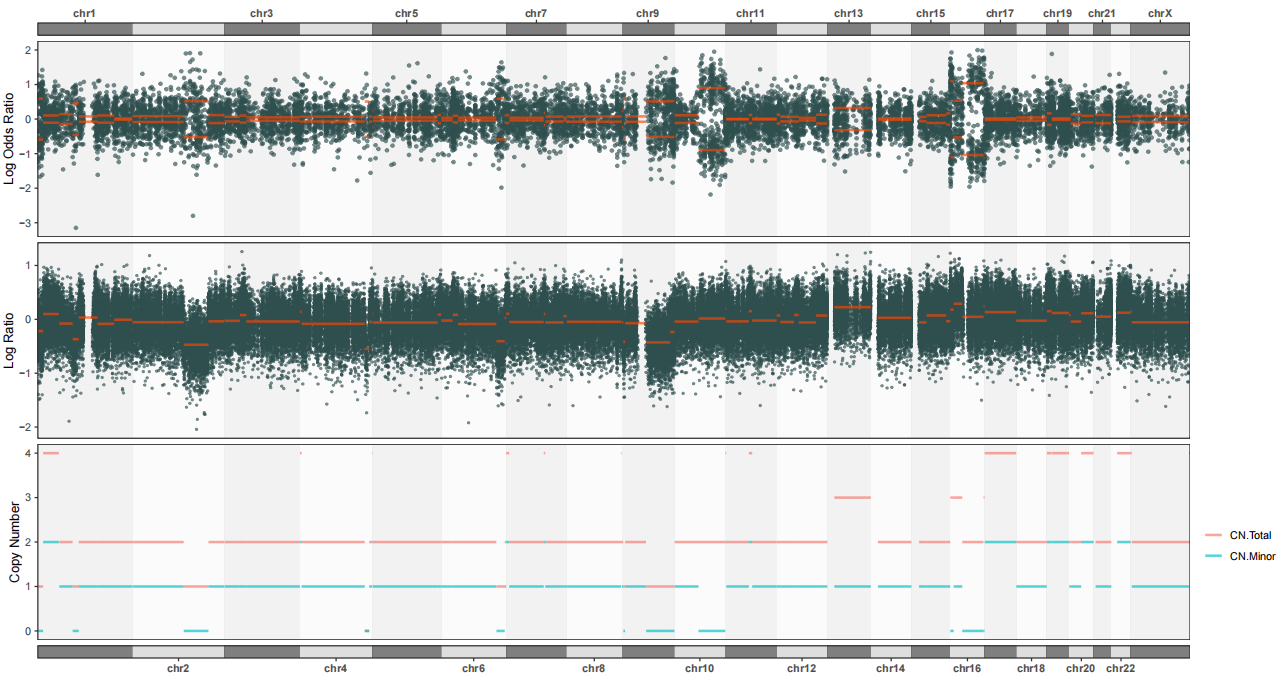 chr1 chr3 chr5 chr7 chr9 chr11 chr13 chr15 chr17 chr19 chr21 chrX
Log Odds Ratio
2
1
0
−1
−2
−3
Log Ratio
1
0
−1
−2
Copy Number
4
3
2
1
0
CN.Total
CN.Minor
chr2 chr4 chr6 chr8 chr10 chr12 chr14 chr16 chr18 chr20 chr22